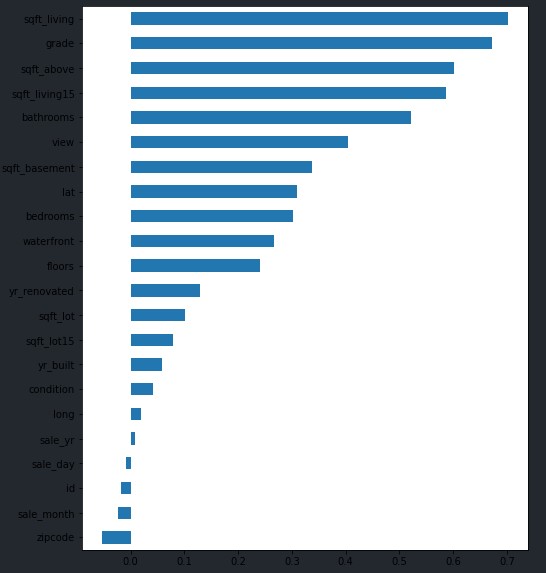 sqft_living
grade
sqft_above
sqft_living15
bathrooms
view
sqft_basement
lat
bedrooms
waterfront
floors
yr_renovated
sqft_lot
sqft_lot15
yr_built
condition
long
sale_yr
sale_day
id
sale_month
zipcode
0.0 0.1 0.2 0.3 0.4 0.5 0.6 0.7